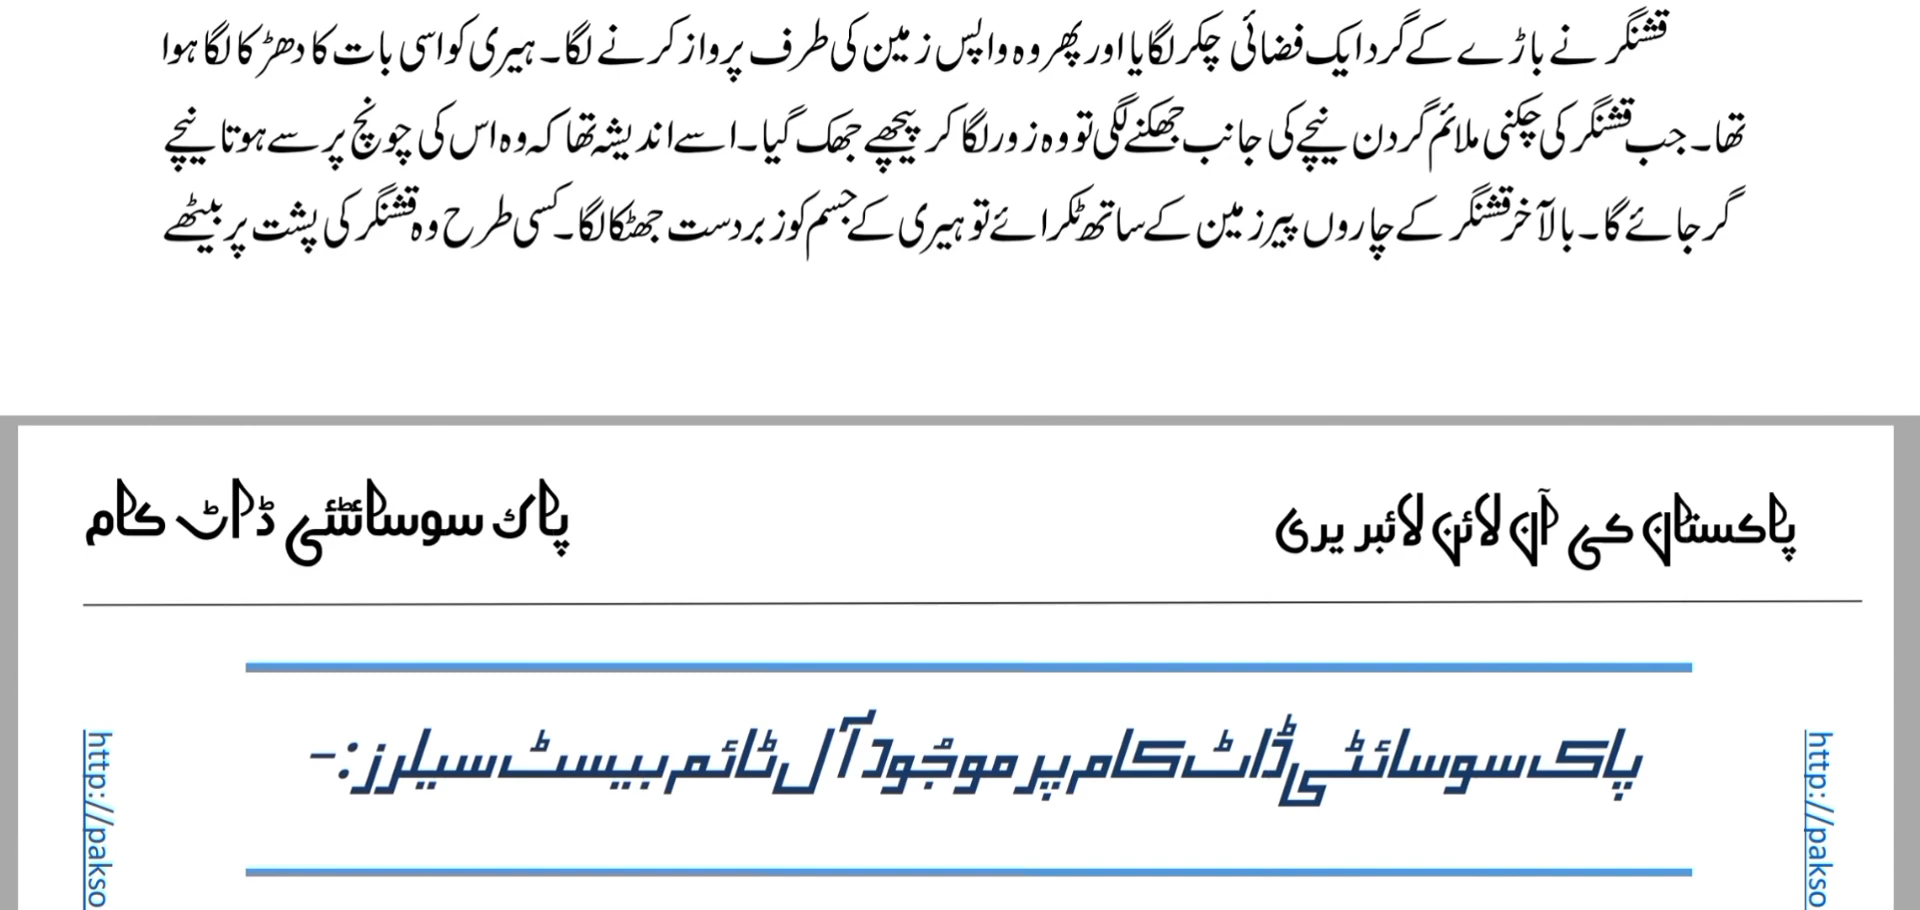 قشنگر نے باڑے کے گرد ایک فضائی چکر لگایا اور پھر وہ واپس زمین کی طرف پرواز کرنے لگا۔ ہیری کو اسی بات کا دھڑکا لگا ہوا
تھا۔ جب قشنگر کی چکنی ملائم گردن نیچے کی جانب جھکنے لگی تو وہ زور لگا کر پیچھے جھک گیا۔ اسے اندیشہ تھا کہ وہ اس کی چونچ پر سے ہوتا نیچے
گر جائے گا۔ بالآخر قشنگر کے چاروں پیر زمین کے ساتھ ٹکرائے تو ہیری کے جسم کو زبردست جھٹکا لگا۔ کسی طرح وہ قشنگر کی پشت پر بیٹھے
پاکستان کی آن لائن لائبریری
پاک سوسائٹی ڈاٹ کام
پاک سوسائٹی ڈاٹ کام پر موجُود آل ٹائم بیسٹ سیلرز:-
http://pakso
http://pakso